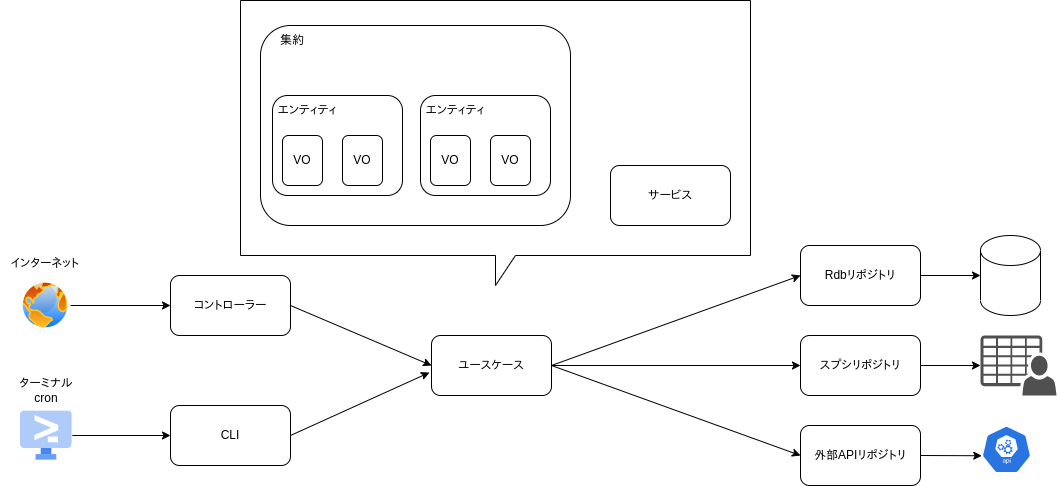 集約
エンティティ
エンティティ
VO
VO
VO
VO
サービス
インターネット
コントローラー
Rdbリポジトリ
ユースケース
スプシリポジトリ
ターミナル
cron
CLI
外部APIリポジトリ
api